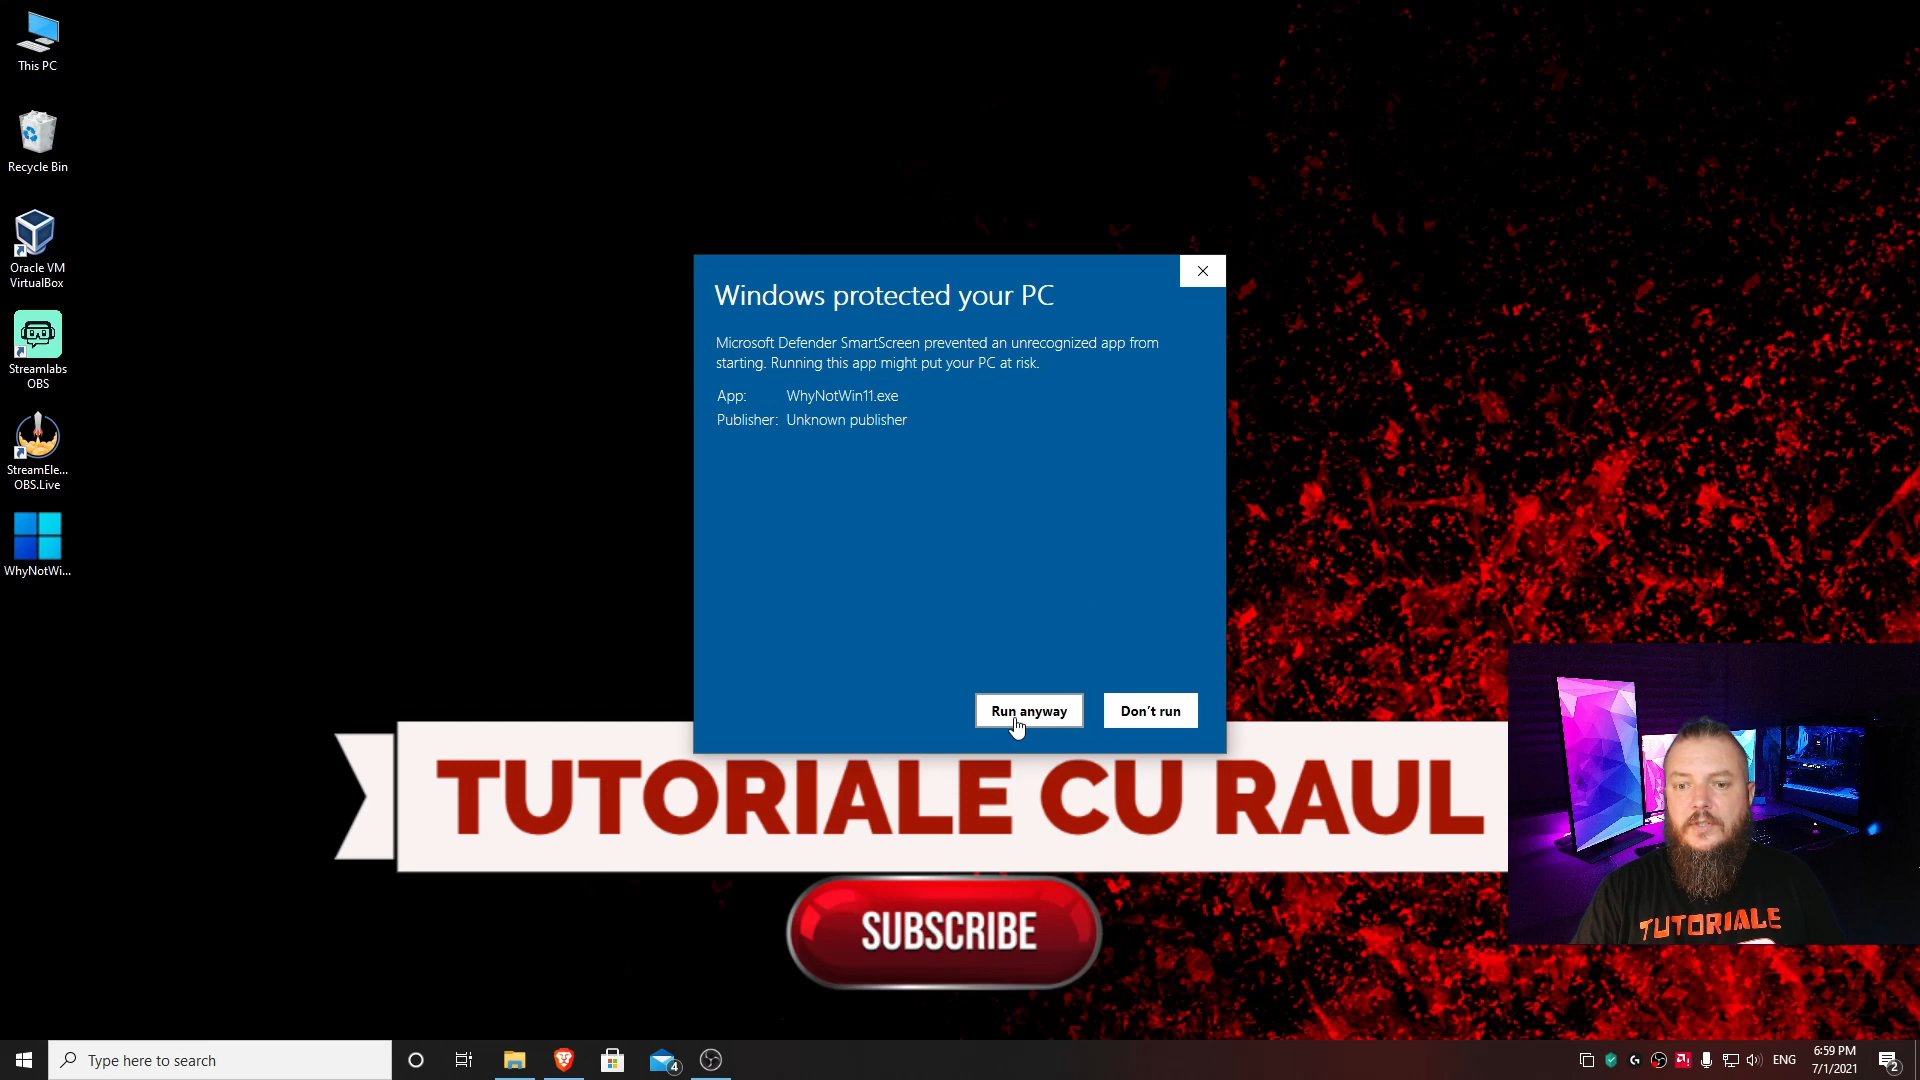 This PC
Recycle Bin
Oracle VM
VirtualBox
Streamlabs
OBS
StreamEle...
OBS.Live
WhyNotWi...
Windows protected your PC
Microsoft Defender SmartScreen prevented an unrecognized app from
starting. Running this app might put your PC at risk.
App: WhyNotWin11.exe
Publisher: Unknown publisher
Run anyway
Don't run
TUTORIALE CU RAUL
SUBSCRIBE
TUTORIALE
Type here to search
4
ENG
6:59 PM
7/1/2021
2